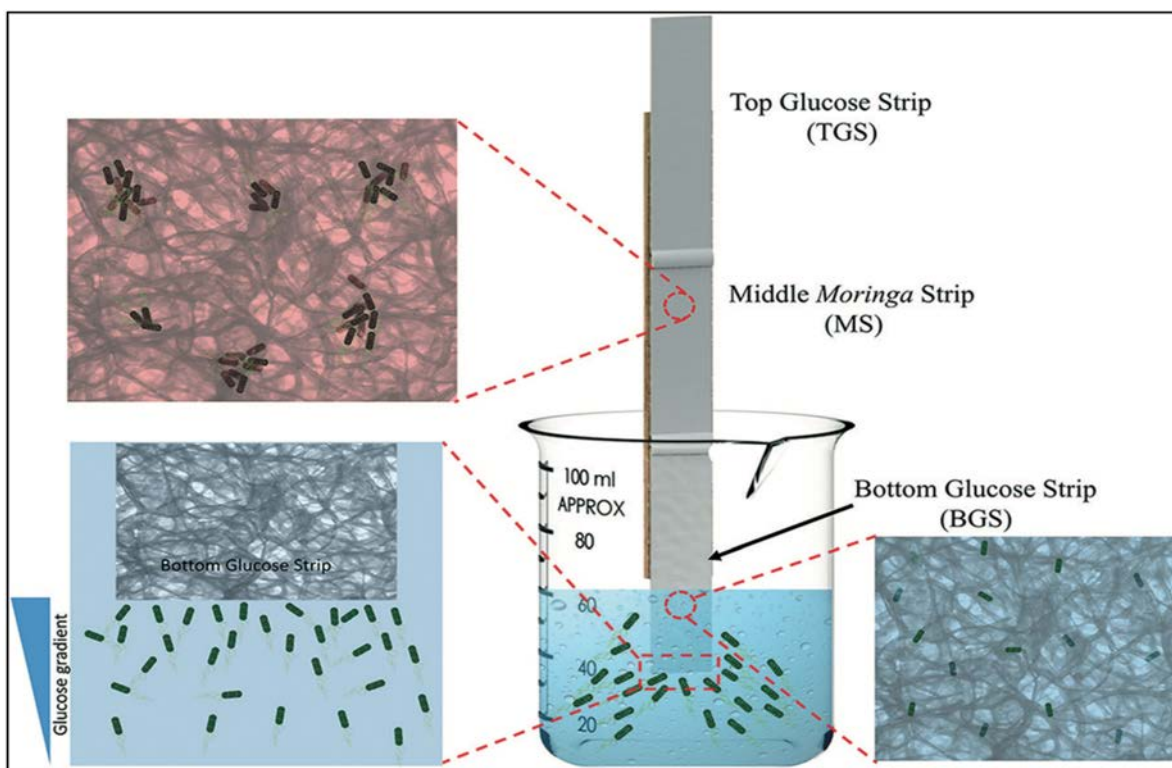 Top Glucose Strip
(TGS)
Middle Moringa Strip
(MS)
100 ml
APPROX
80
60
40
20
Bottom Glucose Strip
(BGS)
Bottom Glucose Strip
Glucose gradient